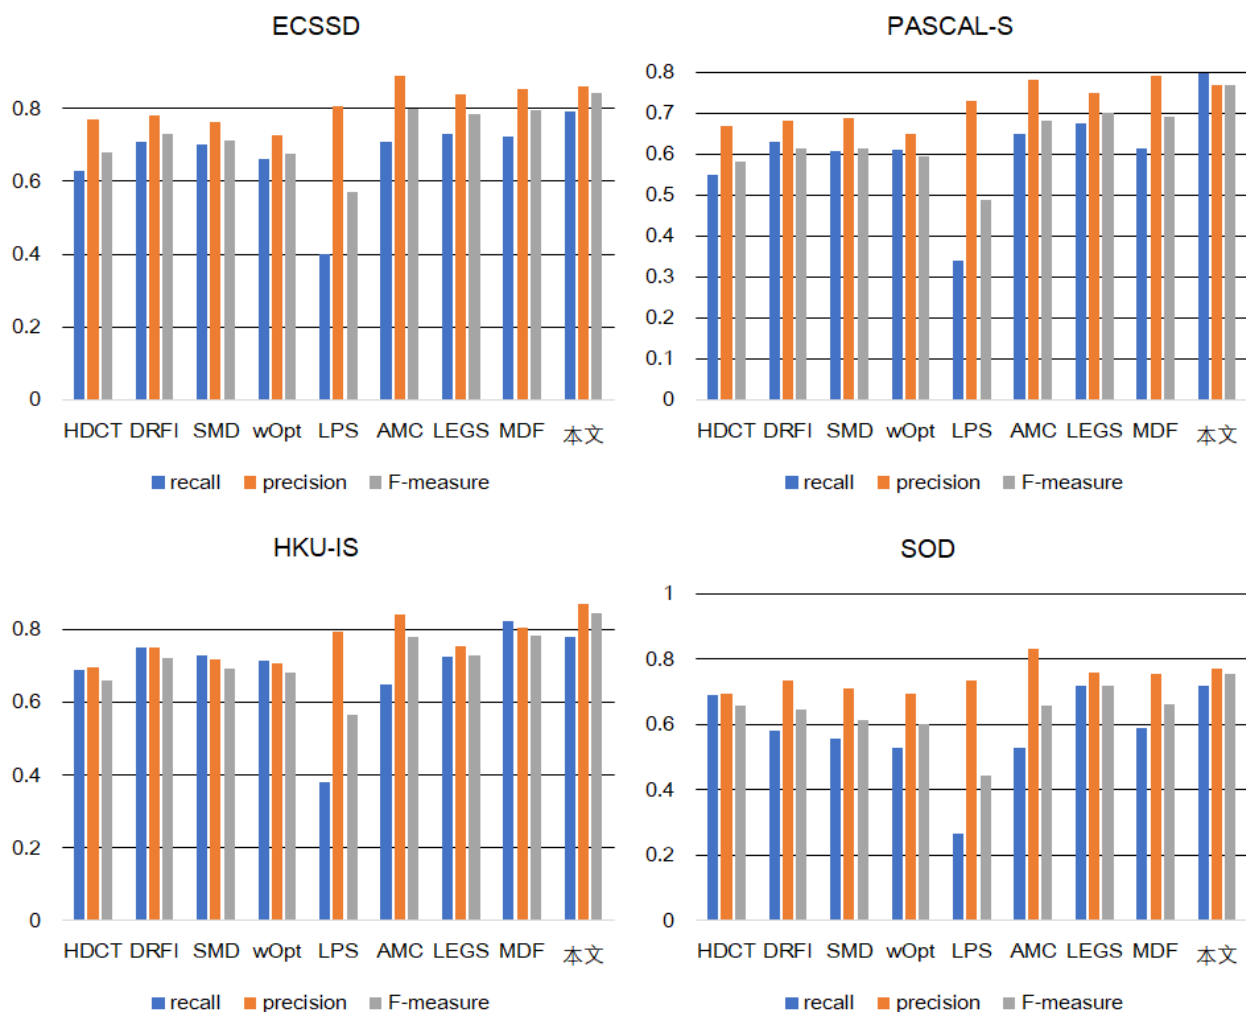 ECSSD
0.8
0.6
0.4
0.2
0
HDCT DRFI SMD wOpt LPS AMC LEGS MDF 本文
recall precision F-measure
PASCAL-S
0.8
0.7
0.6
0.5
0.4
0.3
0.2
0.1
0
HDCT DRFI SMD wOpt LPS AMC LEGS MDF 本文
recall precision F-measure
HKU-IS
0.8
0.6
0.4
0.2
0
HDCT DRFI SMD wOpt LPS AMC LEGS MDF 本文
recall precision F-measure
SOD
1
0.8
0.6
0.4
0.2
0
HDCT DRFI SMD wOpt LPS AMC LEGS MDF 本文
recall precision F-measure